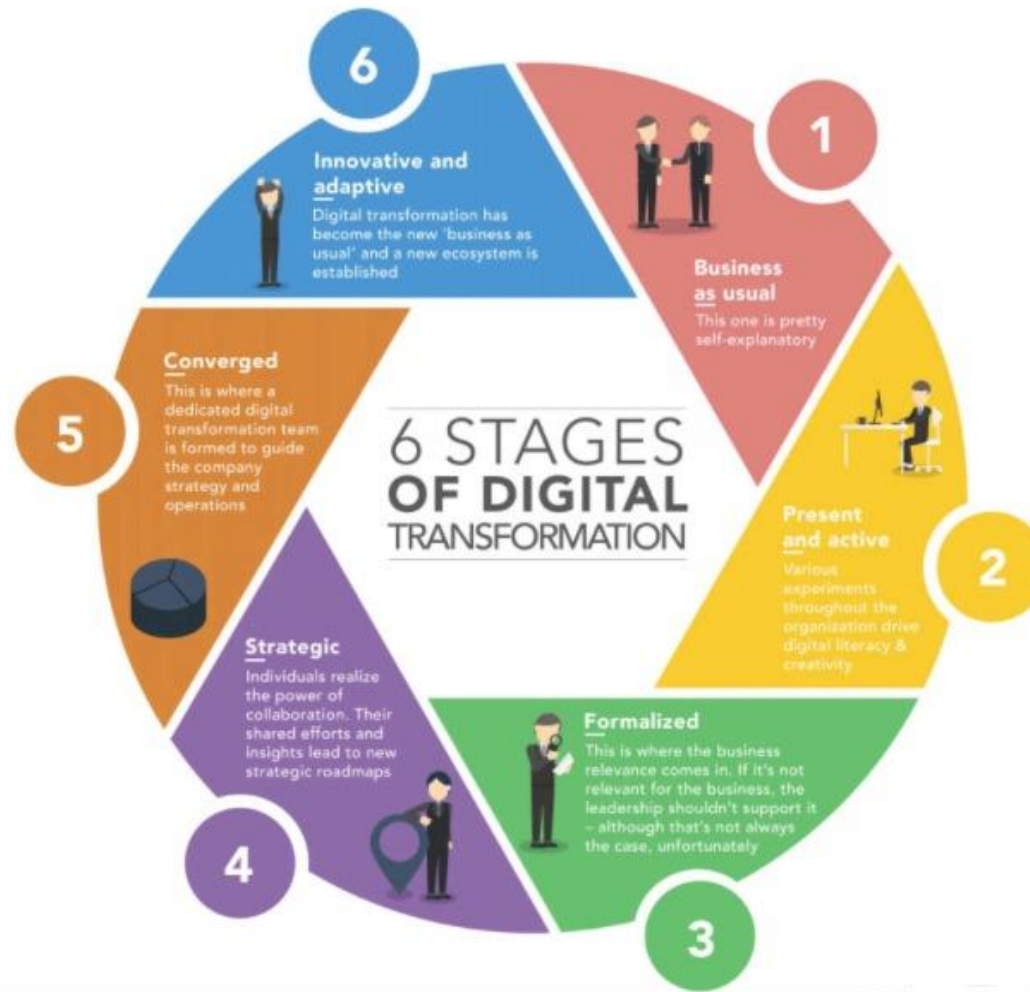 6 STAGES
OF DIGITAL
TRANSFORMATION
1
Business
as usual
This one is pretty
self-explanatory
2
Present
and active
Various
experiments
throughout the
organization drive
digital literacy &
creativity
3
Formalized
This is where the business
relevance comes in. If it's not
relevant for the business, the
leadership shouldn't support it
– although that's not always
the case, unfortunately
4
Strategic
Individuals realize
the power of
collaboration. Their
shared efforts and
insights lead to new
strategic roadmaps
5
Converged
This is where a
dedicated digital
transformation team
is formed to guide
the company
strategy and
operations
6
Innovative and
adaptive
Digital transformation has
become the new 'business as
usual' and a new ecosystem is
established